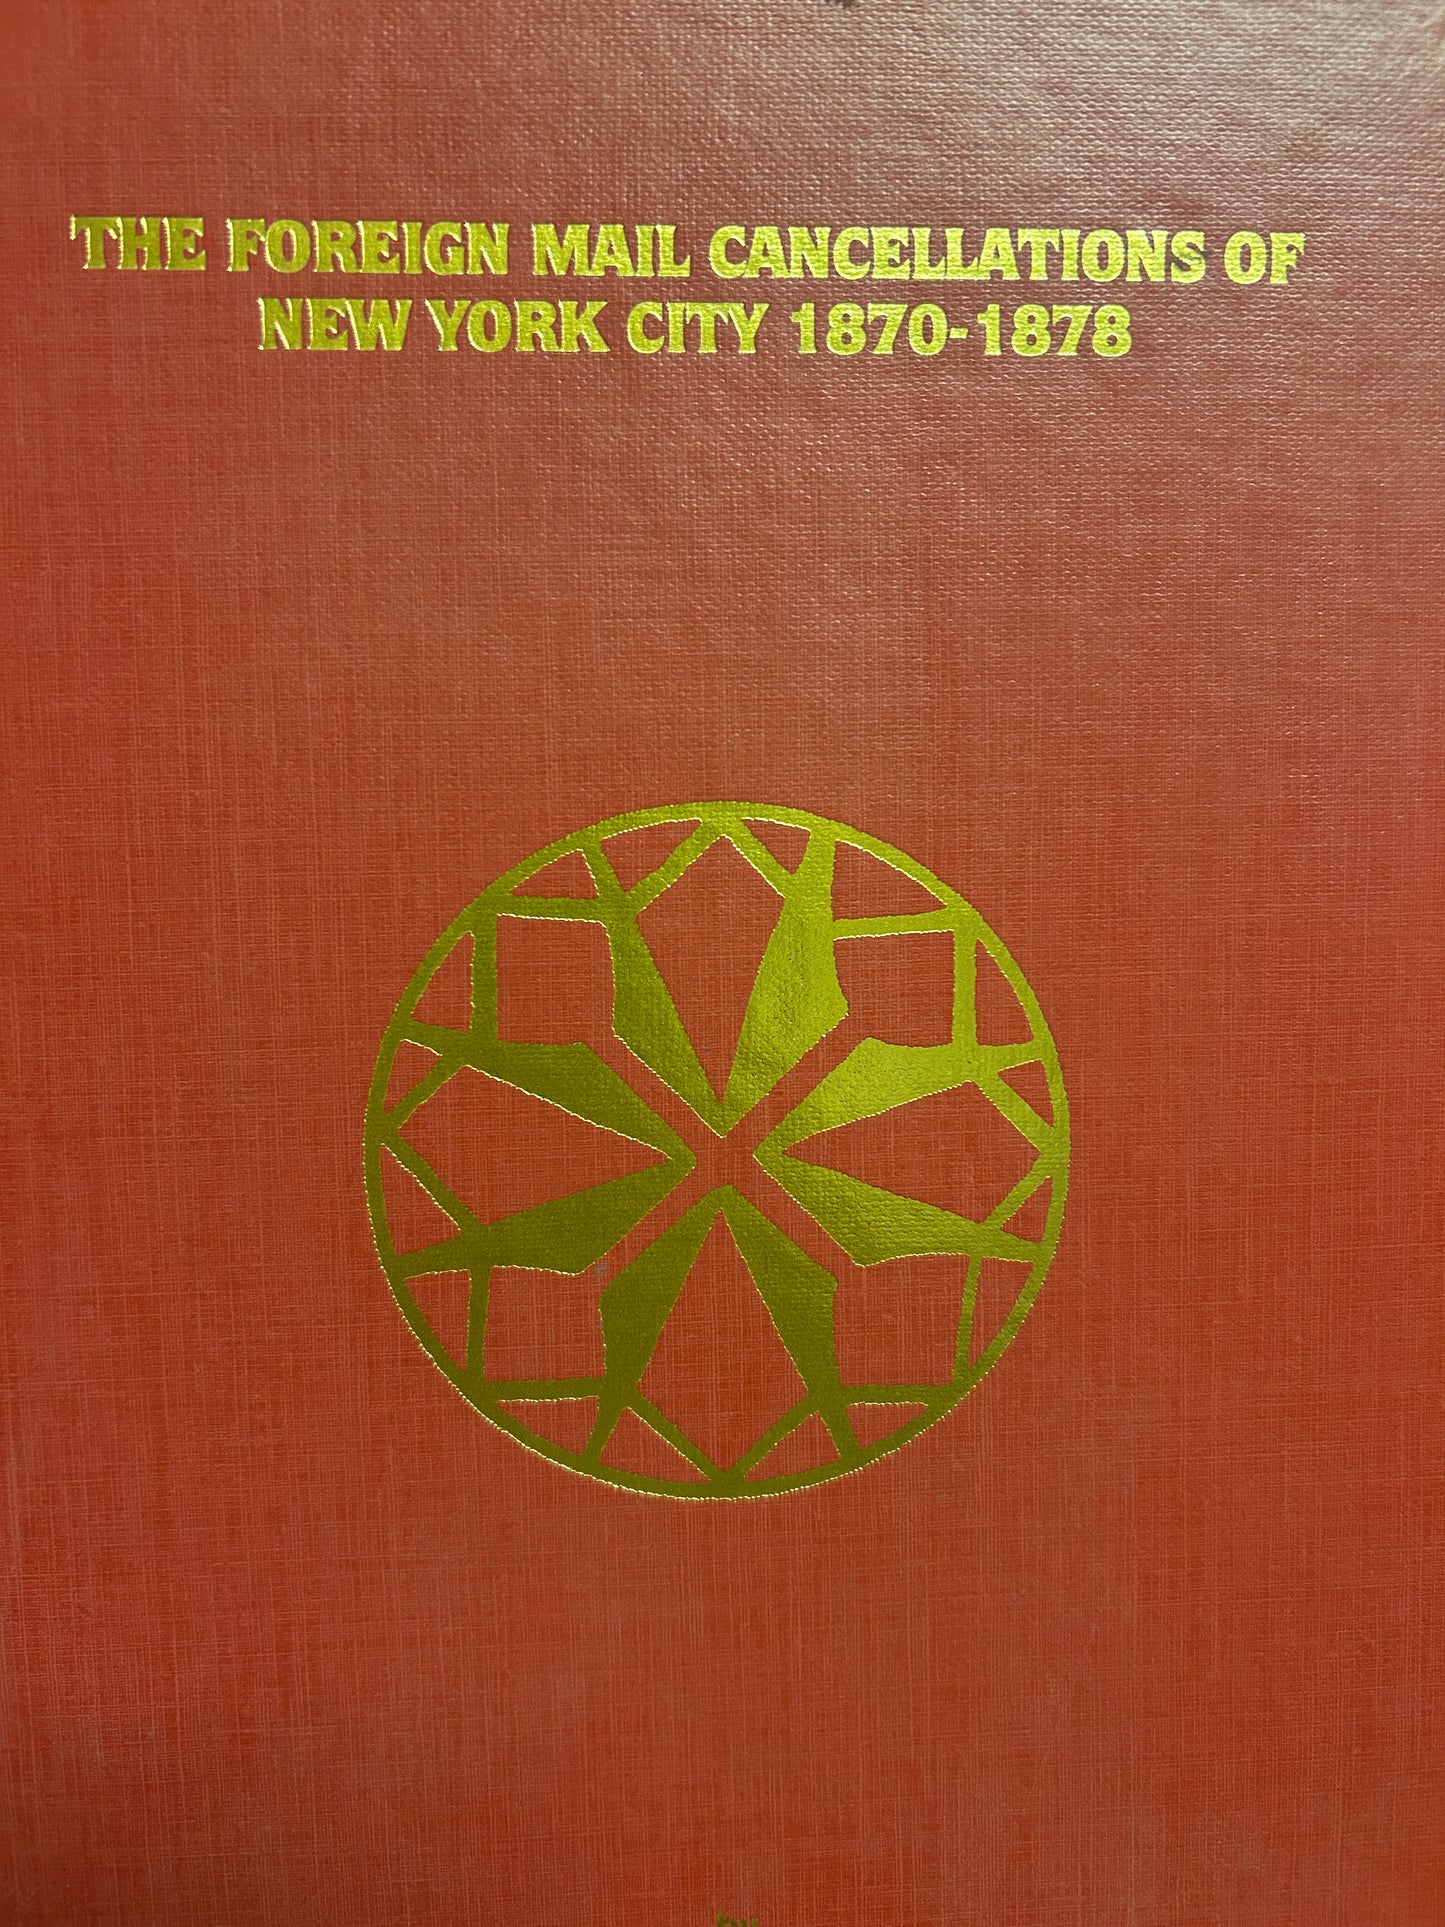 THE FOREIGN MAIL CANCELLATIONS OF
NEW YORK CITY 1870-1878